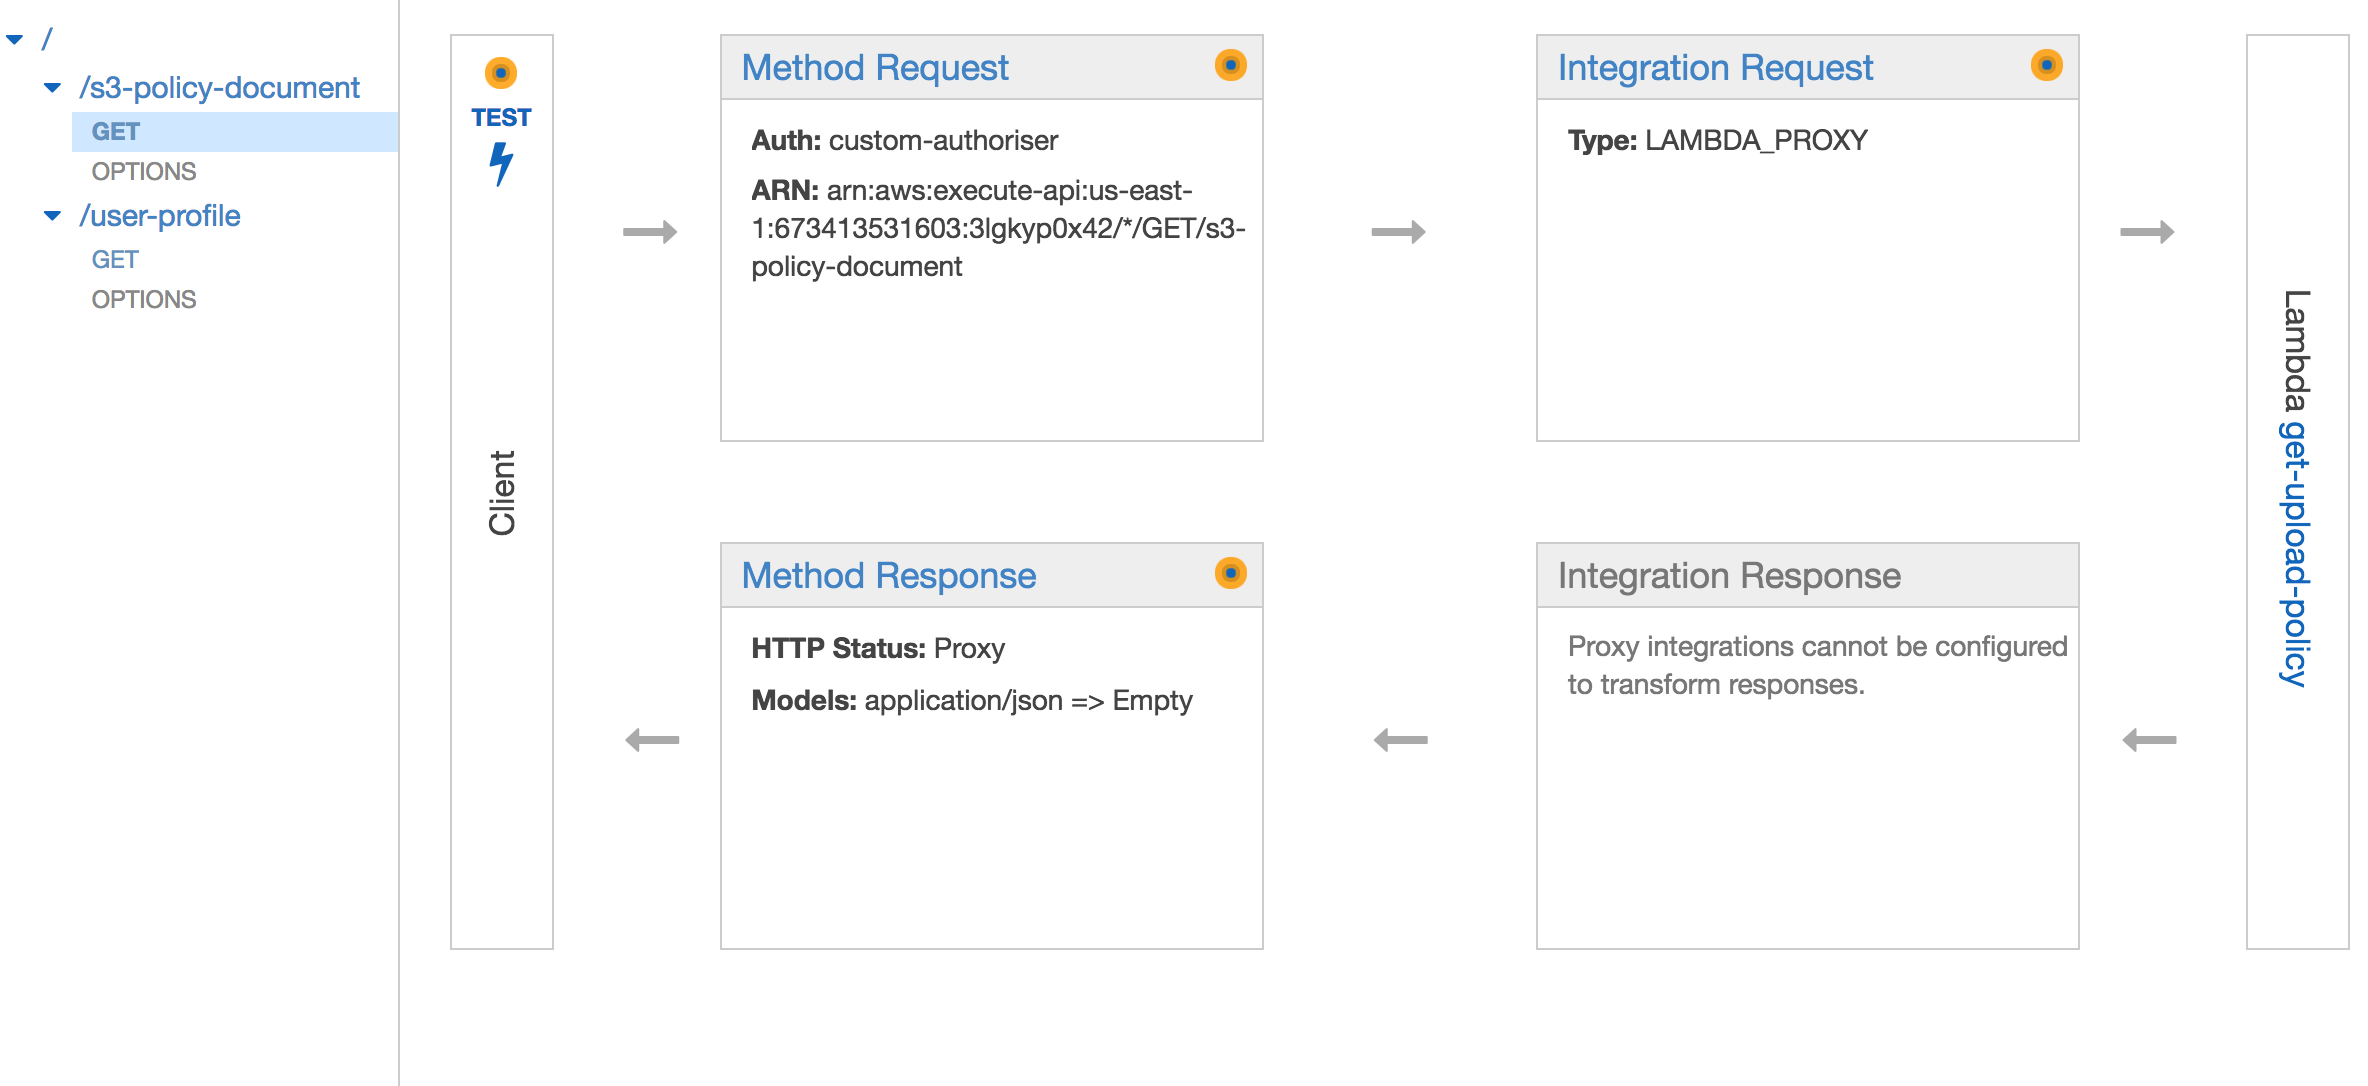 /
/s3-policy-document
GET
OPTIONS
/user-profile
GET
OPTIONS
TEST
Client
Method Request
Auth: custom-authoriser
ARN: arn:aws:execute-api:us-east-
1:673413531603:3lgkyp0x42/*/GET/s3-
policy-document
Integration Request
Type: LAMBDA_PROXY
Lambda get-upload-policy
Method Response
HTTP Status: Proxy
Models: application/json => Empty
Integration Response
Proxy integrations cannot be configured
to transform responses.